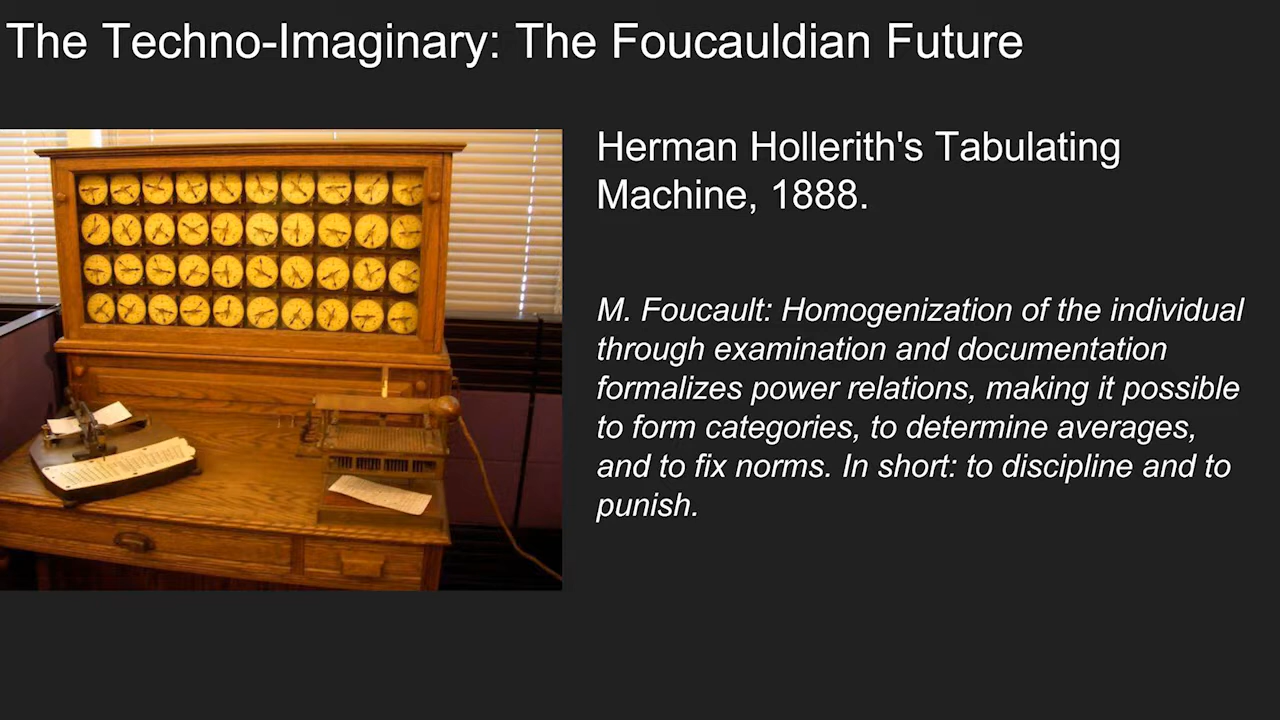 The Techno-Imaginary: The Foucauldian Future
Herman Hollerith's Tabulating
Machine, 1888.
M. Foucault: Homogenization of the individual
through examination and documentation
formalizes power relations, making it possible
to form categories, to determine averages,
and to fix norms. In short: to discipline and to
punish.